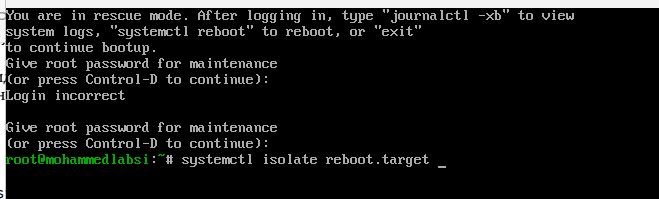 You are in rescue mode. After logging in, type "journalctl -xb" to view
system logs, "systemctl reboot" to reboot, or "exit"
to continue bootup.
Give root password for maintenance
(or press Control-D to continue):
Login incorrect
Give root password for maintenance
(or press Control-D to continue):
root@mohammedlabsi:~# systemctl isolate reboot.target _